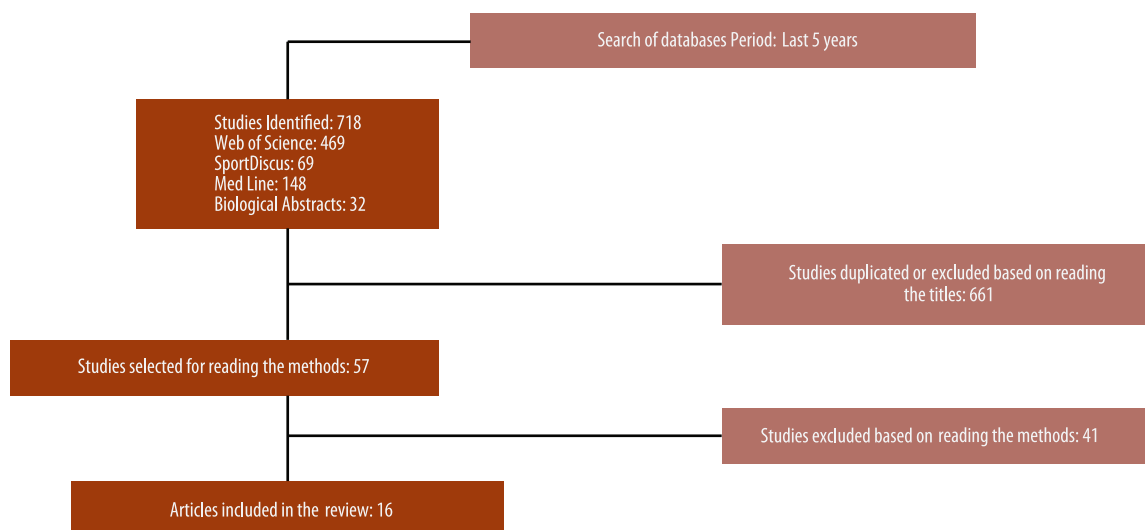 Search of databases Period: Last 5 years
Studies Identified: 718
Web of Science: 469
SportDiscus: 69
Med Line: 148
Biological Abstracts: 32
Studies duplicated or excluded based on reading
the titles: 661
Studies selected for reading the methods: 57
Studies excluded based on reading the methods: 41
Articles included in the review: 16